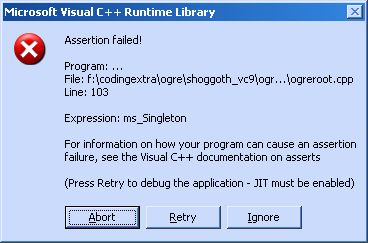 Microsoft Visual C++ Runtime Library
Assertion failed!
Program: ...
File: f:\codingextra\ogre\shoggoth_vc9\ogr...\ogreroot.cpp
Line: 103
Expression: ms_Singleton
For information on how your program can cause an assertion
failure, see the Visual C++ documentation on asserts
(Press Retry to debug the application - JIT must be enabled)
Abort Retry Ignore